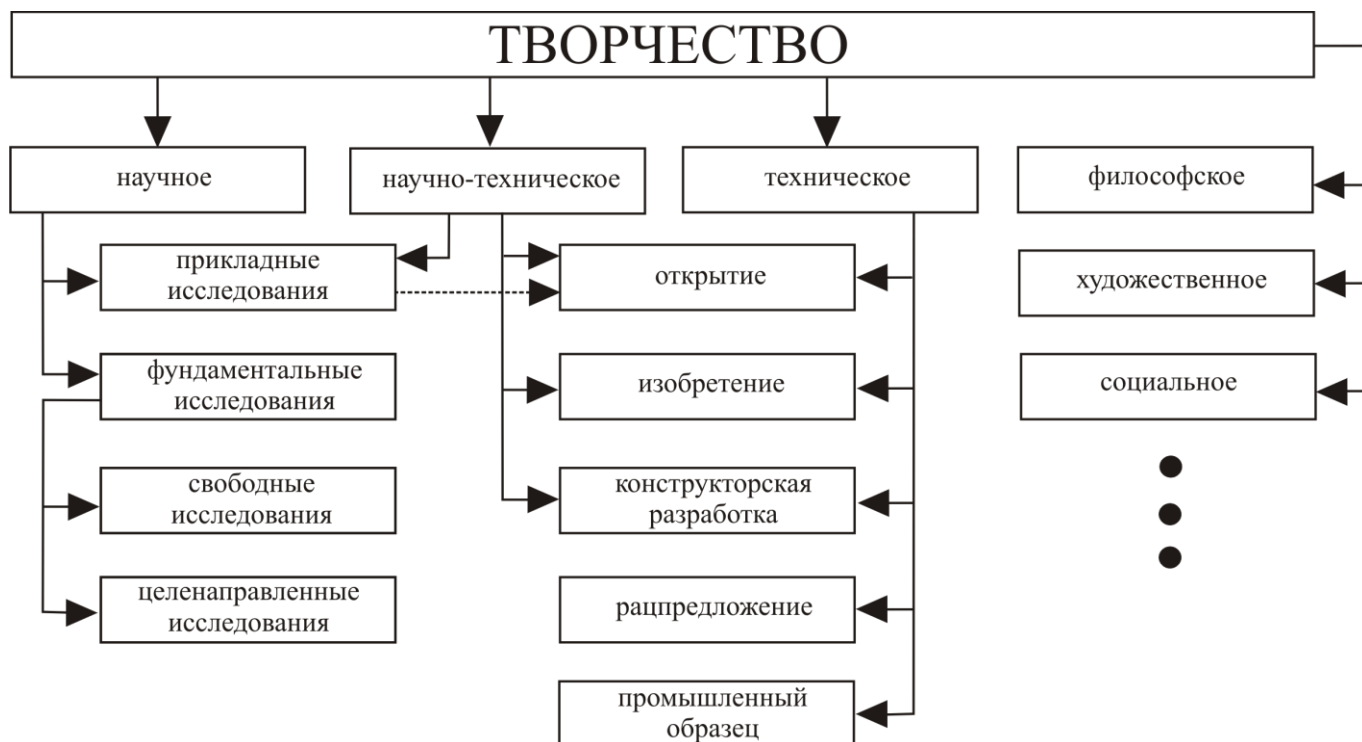 ТВОРЧЕСТВО
научное
научно-техническое
техническое
философское
прикладные
исследования
открытие
художественное
фундаментальные
исследования
изобретение
социальное
свободные
исследования
конструкторская
разработка
целенаправленные
исследования
рацпредложение
промышленный
образец